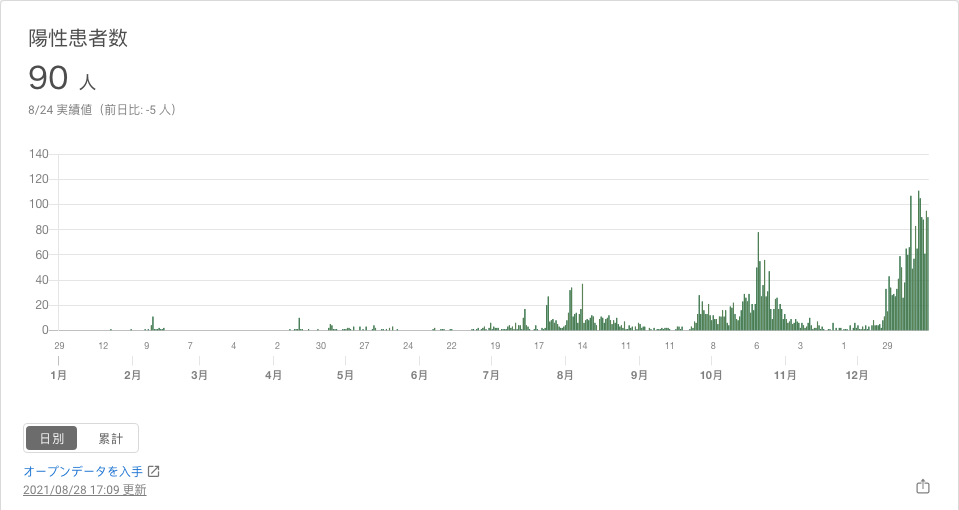 陽性患者数
90 人
8/24 実績値（前日比: -5 人）
140
120
100
80
60
40
20
0
29 12 9 7 4 2 30 27 24 22 19 17 14 11 11 8 6 3 1 29
1月 2月 3月 4月 5月 6月 7月 8月 9月 10月 11月 12月
日別 累計
オープンデータを入手
2021/08/28 17:09 更新